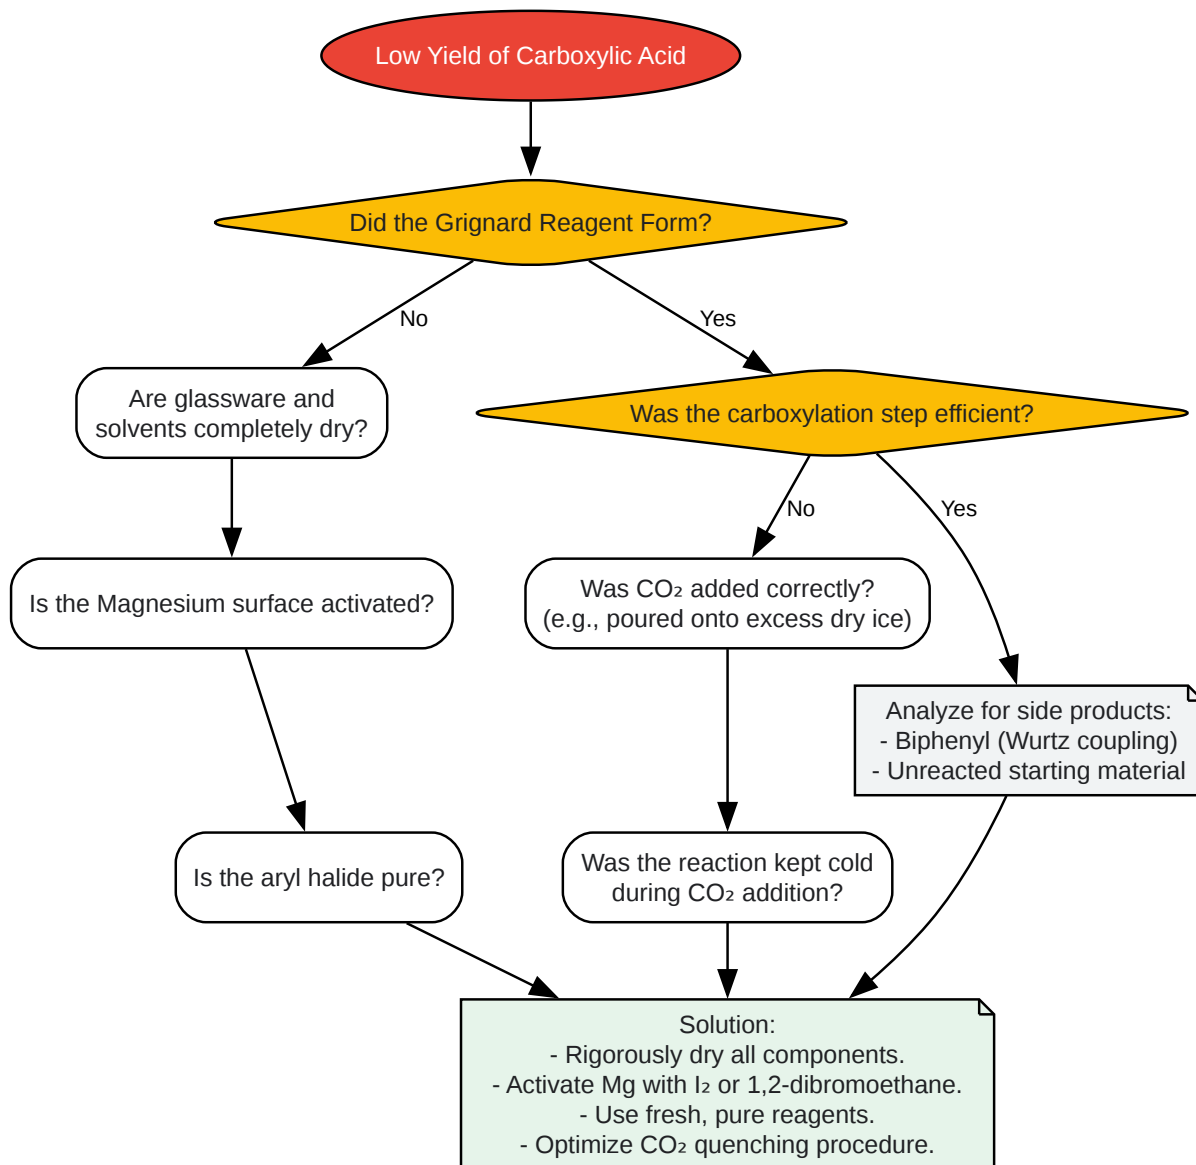 Low Yield of Carboxylic Acid
Did the Grignard Reagent Form?
No
Yes
Are glassware and
solvents completely dry?
Was the carboxylation step efficient?
No
Yes
Is the Magnesium surface activated?
Was CO₂ added correctly?
(e.g., poured onto excess dry ice)
Analyze for side products:
- Biphenyl (Wurtz coupling)
- Unreacted starting material
Is the aryl halide pure?
Was the reaction kept cold
during CO₂ addition?
Solution:
- Rigorously dry all components.
- Activate Mg with I₂ or 1,2-dibromoethane.
- Use fresh, pure reagents.
- Optimize CO₂ quenching procedure.